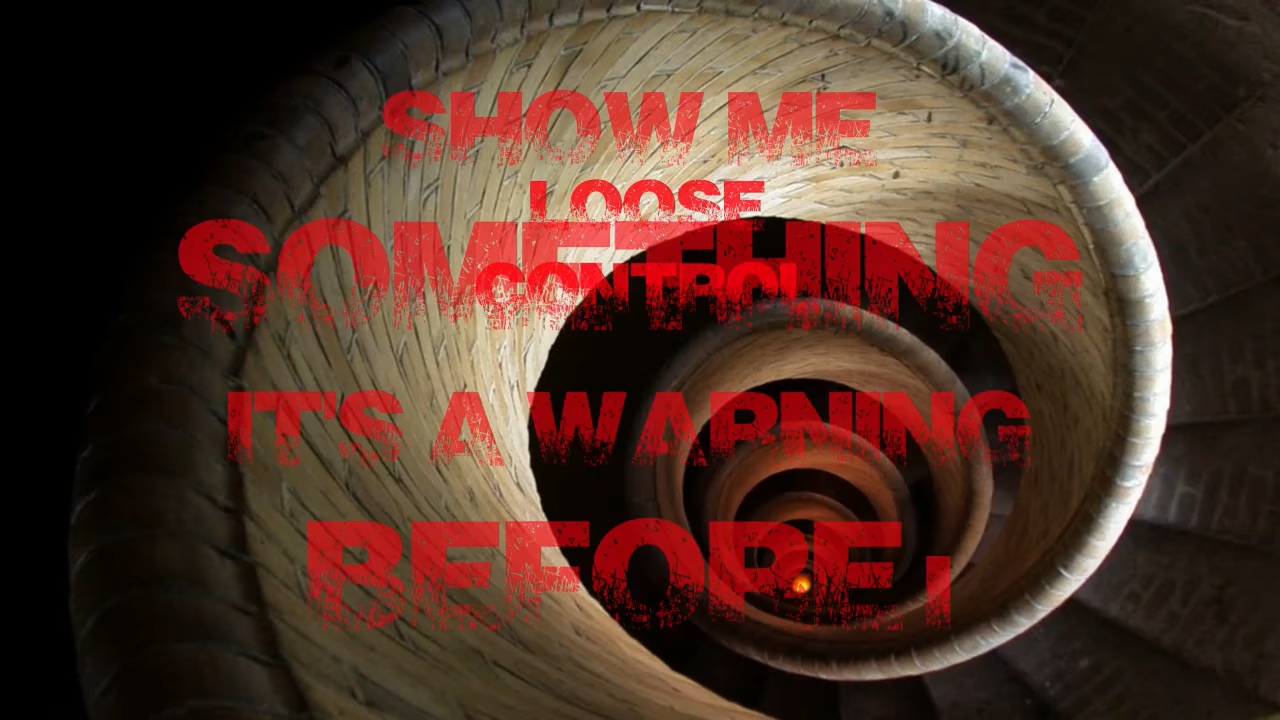 SHOW ME
LOOSE
SOMETHING
CONTROL
IT'S A WARNING
BEFORE I